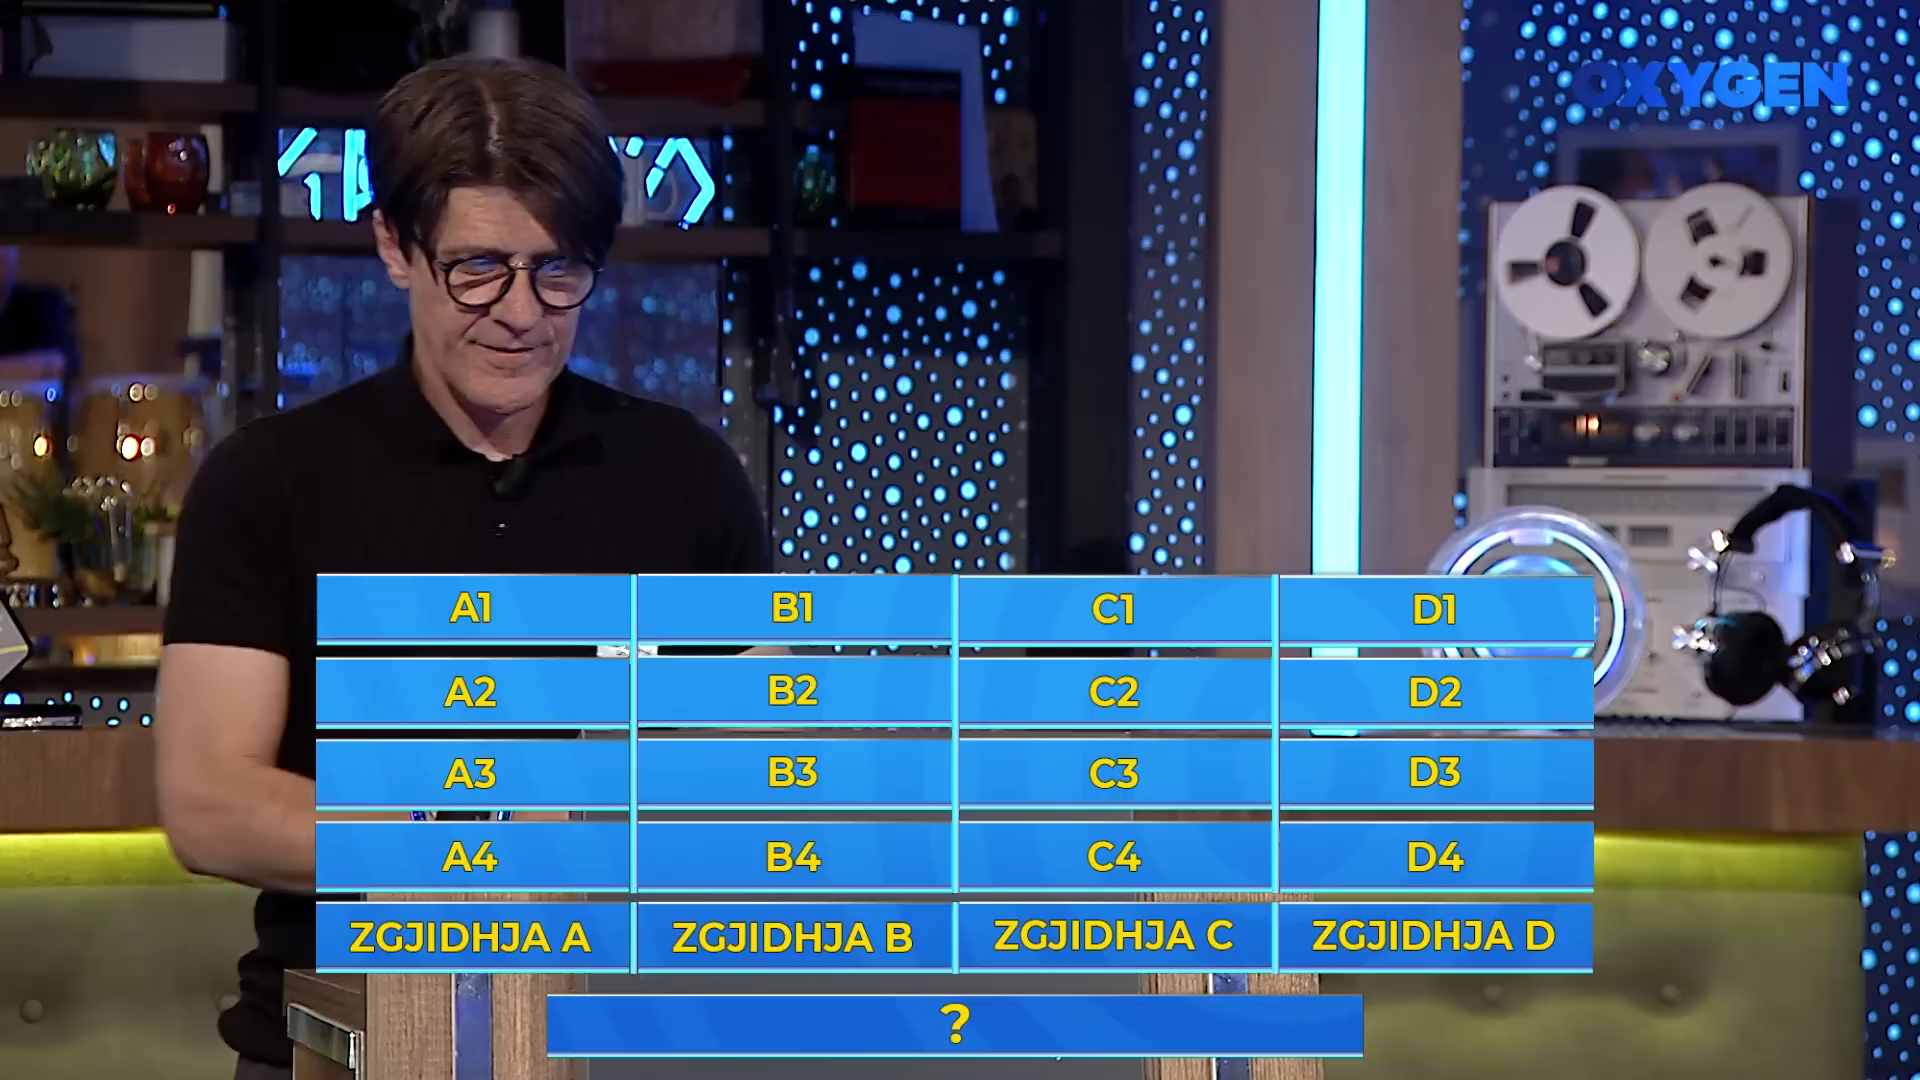 OXYGEN
A1 B1 C1 D1
A2 B2 C2 D2
A3 B3 C3 D3
A4 B4 C4 D4
ZGJIDHJA A ZGJIDHJA B ZGJIDHJA C ZGJIDHJA D
?